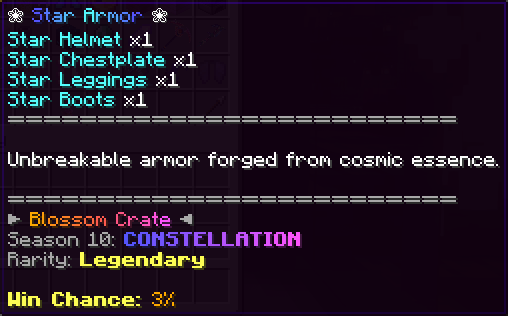 ❀ Star Armor ❀
Star Helmet x1
Star Chestplate x1
Star Leggings x1
Star Boots x1
==============================
Unbreakable armor forged from cosmic essence.
==============================
► Blossom Crate ◄
Season 10: CONSTELLATION
Rarity: Legendary
Win Chance: 3%